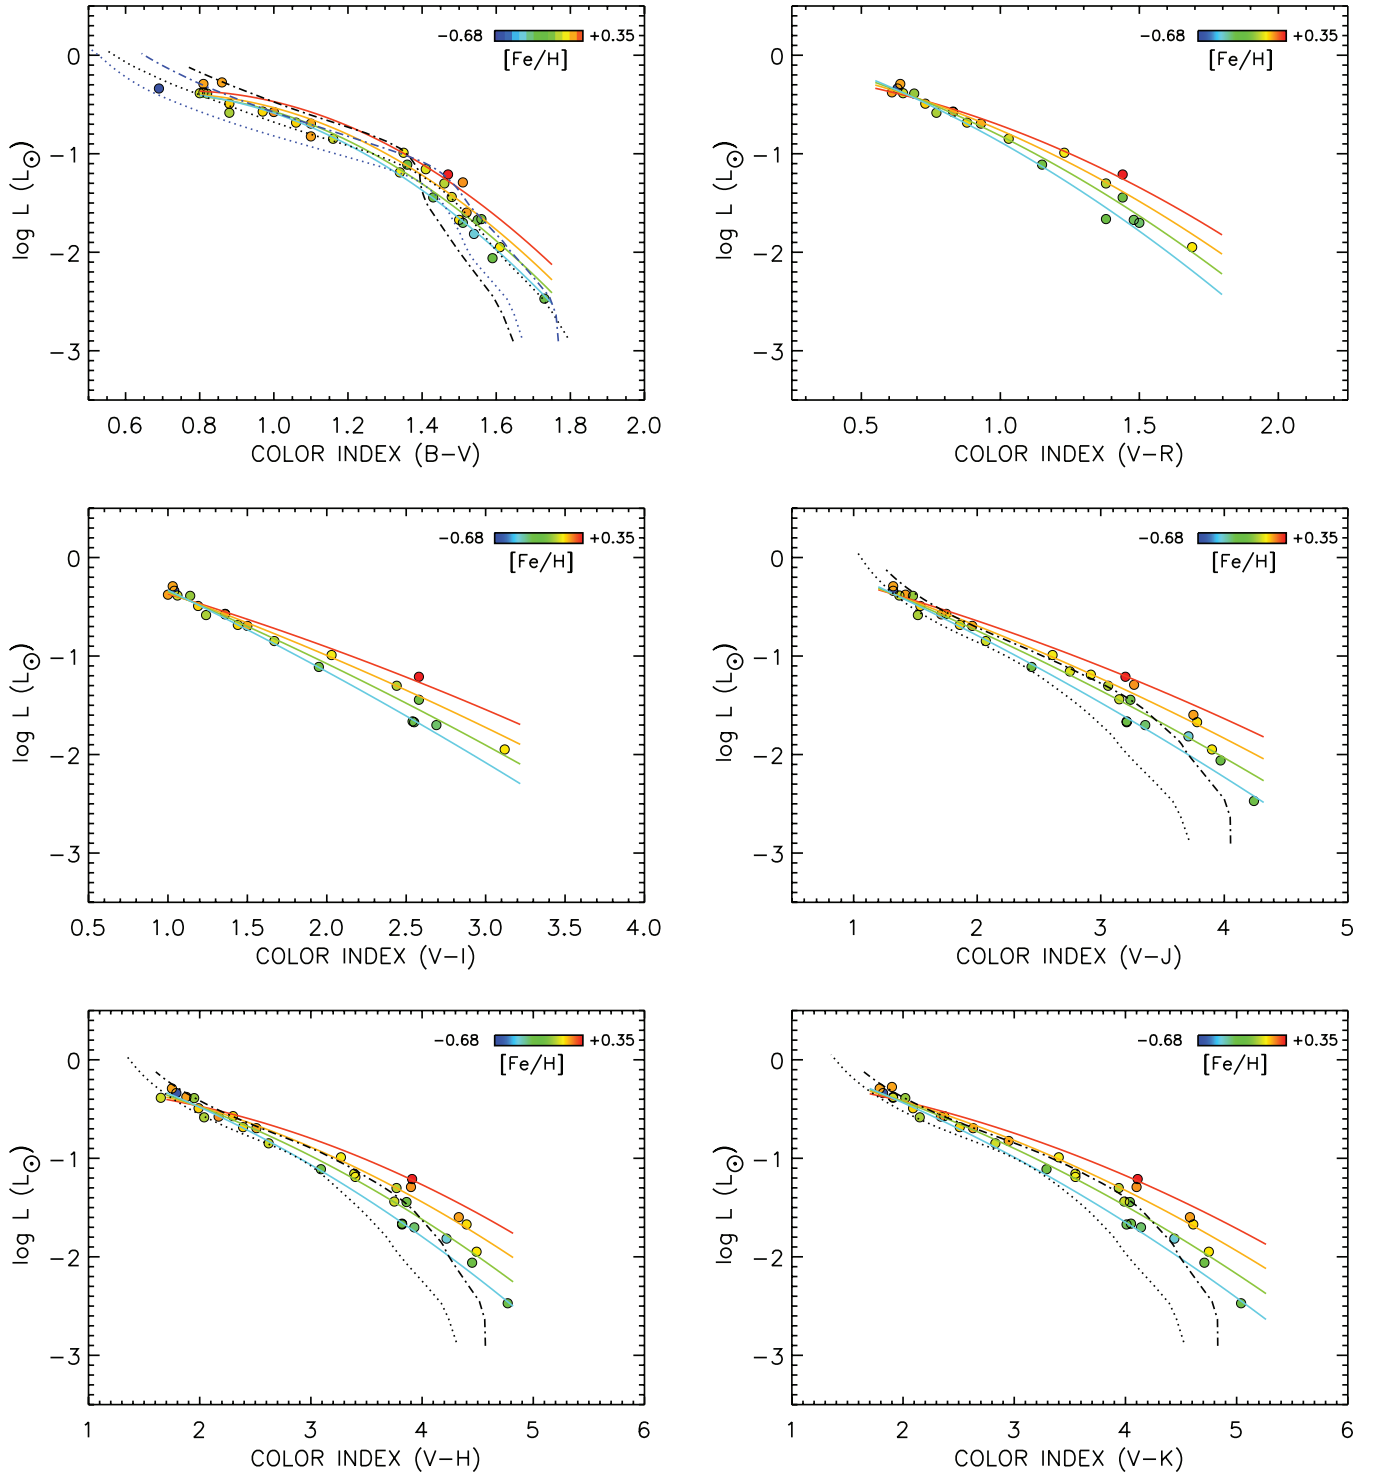 −0.68 +0.35
[Fe/H]
0
−1
−2
−3
log L (L⊙)
0.6 0.8 1.0 1.2 1.4 1.6 1.8 2.0
COLOR INDEX (B−V)
−0.68 +0.35
[Fe/H]
0
−1
−2
−3
log L (L⊙)
0.5 1.0 1.5 2.0
COLOR INDEX (V−R)
−0.68 +0.35
[Fe/H]
0
−1
−2
−3
log L (L⊙)
0.5 1.0 1.5 2.0 2.5 3.0 3.5 4.0
COLOR INDEX (V−I)
−0.68 +0.35
[Fe/H]
0
−1
−2
−3
log L (L⊙)
1 2 3 4 5
COLOR INDEX (V−J)
−0.68 +0.35
[Fe/H]
0
−1
−2
−3
log L (L⊙)
1 2 3 4 5 6
COLOR INDEX (V−H)
−0.68 +0.35
[Fe/H]
0
−1
−2
−3
log L (L⊙)
1 2 3 4 5 6
COLOR INDEX (V−K)